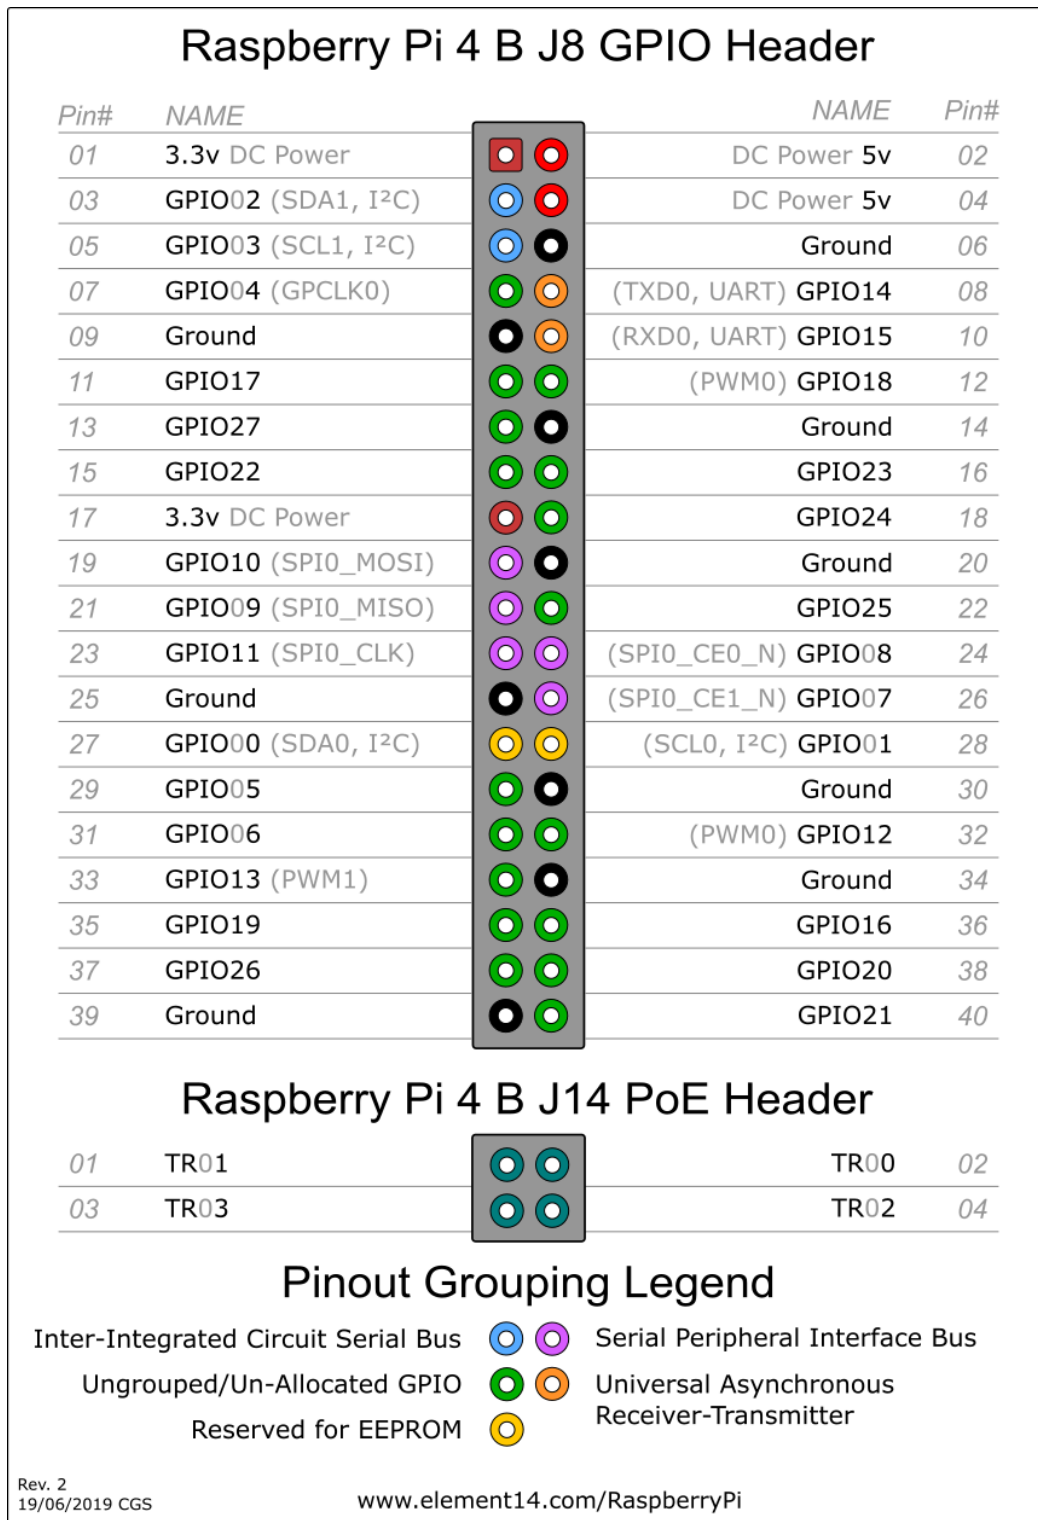 Raspberry Pi 4 B J8 GPIO Header
Pin# NAME NAME Pin#
01 3.3v DC Power DC Power 5v 02
03 GPIO02 (SDA1, I²C) DC Power 5v 04
05 GPIO03 (SCL1, I²C) Ground 06
07 GPIO04 (GPCLK0) (TXD0, UART) GPIO14 08
09 Ground (RXD0, UART) GPIO15 10
11 GPIO17 (PWM0) GPIO18 12
13 GPIO27 Ground 14
15 GPIO22 GPIO23 16
17 3.3v DC Power GPIO24 18
19 GPIO10 (SPI0_MOSI) Ground 20
21 GPIO09 (SPI0_MISO) GPIO25 22
23 GPIO11 (SPI0_CLK) (SPI0_CE0_N) GPIO08 24
25 Ground (SPI0_CE1_N) GPIO07 26
27 GPIO00 (SDA0, I²C) (SCL0, I²C) GPIO01 28
29 GPIO05 Ground 30
31 GPIO06 (PWM0) GPIO12 32
33 GPIO13 (PWM1) Ground 34
35 GPIO19 GPIO16 36
37 GPIO26 GPIO20 38
39 Ground GPIO21 40
Raspberry Pi 4 B J14 PoE Header
01 TR01 TR00 02
03 TR03 TR02 04
Pinout Grouping Legend
Inter-Integrated Circuit Serial Bus Serial Peripheral Interface Bus
Ungrouped/Un-Allocated GPIO Universal Asynchronous
Receiver-Transmitter
Reserved for EEPROM
Rev. 2
19/06/2019 CGS www.element14.com/RaspberryPi